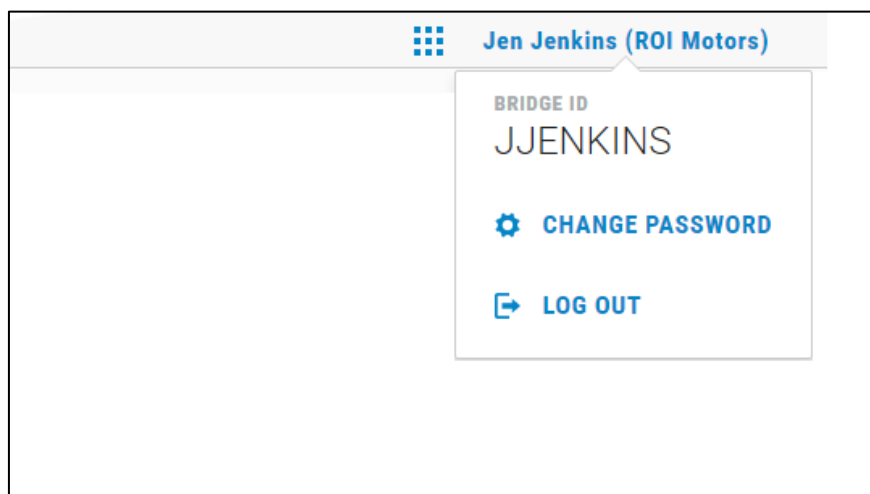 Jen Jenkins (ROI Motors)
BRIDGE ID
JJENKINS
CHANGE PASSWORD
LOG OUT